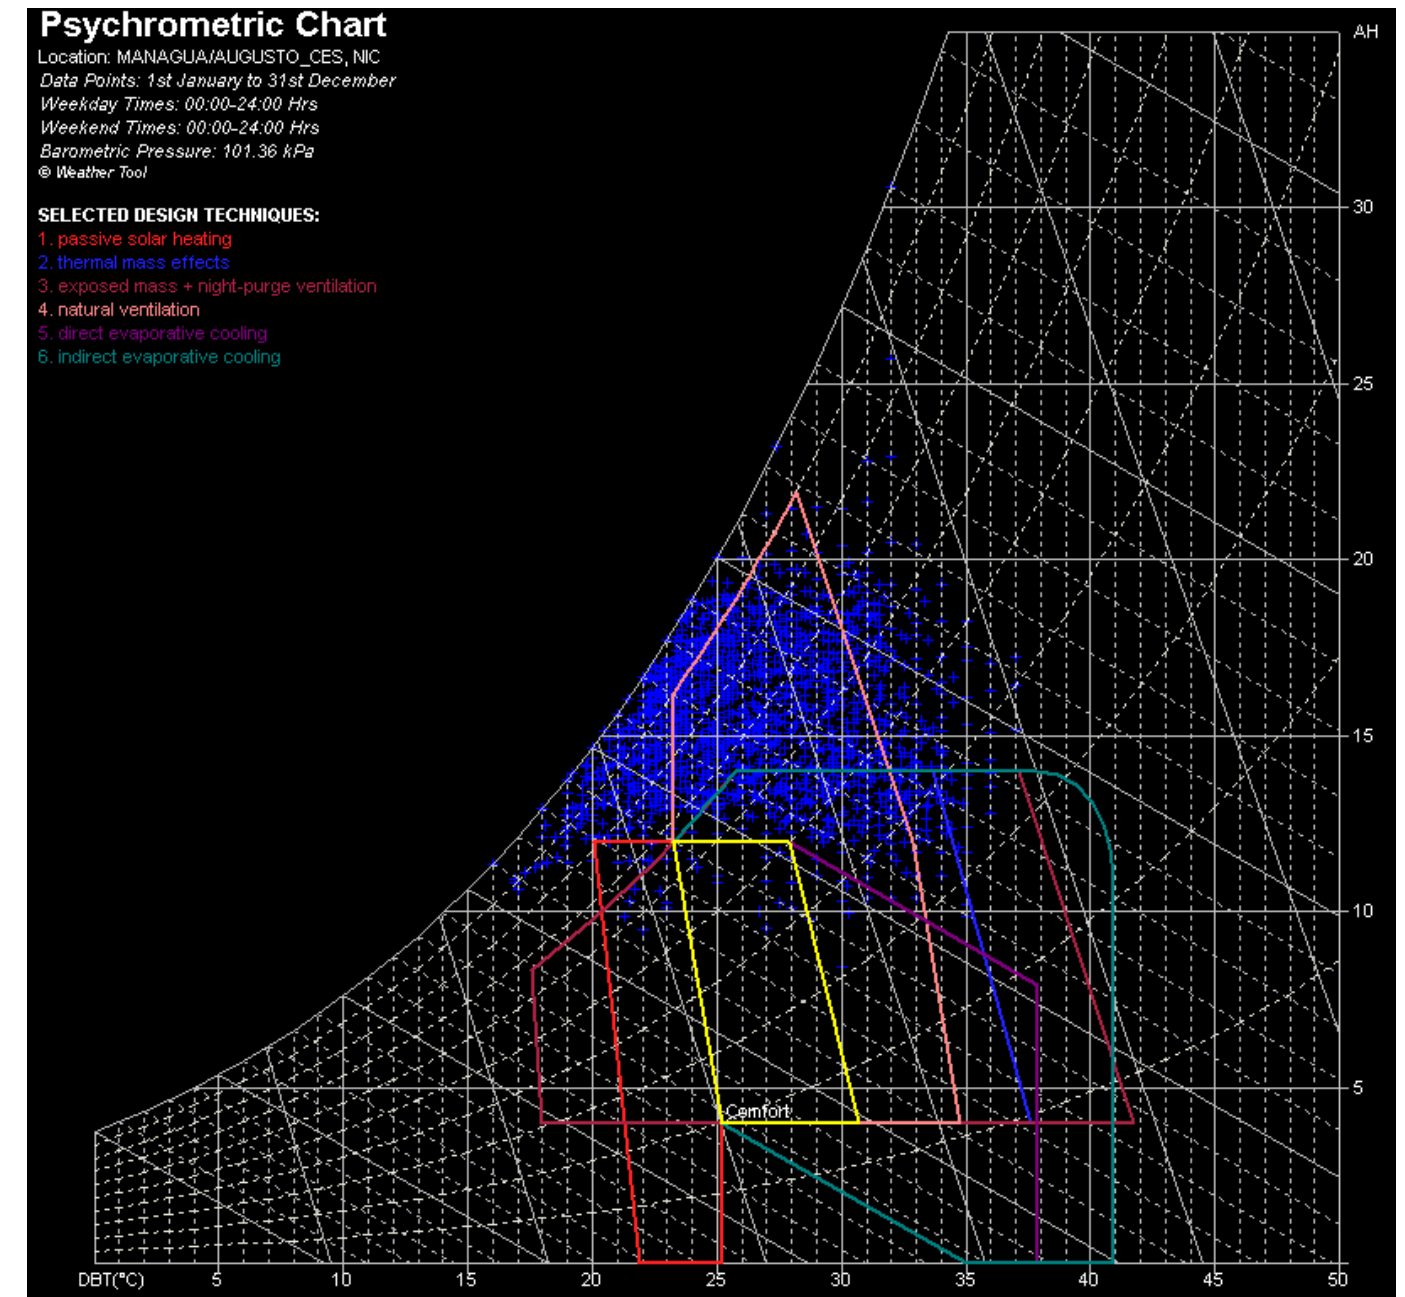 Psychrometric Chart
Location: MANAGUA/AUGUSTO_CES, NIC
Data Points: 1st January to 31st December
Weekday Times: 00:00-24:00 Hrs
Weekend Times: 00:00-24:00 Hrs
Barometric Pressure: 101.36 kPa
© Weather Tool
SELECTED DESIGN TECHNIQUES:
1. passive solar heating
2. thermal mass effects
3. exposed mass + night-purge ventilation
4. natural ventilation
5. direct evaporative cooling
6. indirect evaporative cooling
AH
30
25
20
15
10
5
Comfort
DBT(°C) 5 10 15 20 25 30 35 40 45 50